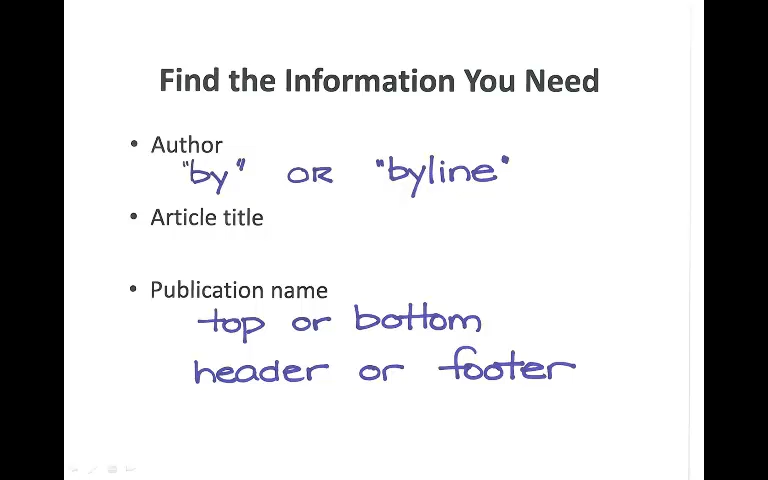 Find the Information You Need
• Author
"by" OR "byline"
• Article title
• Publication name
top or bottom
header or footer